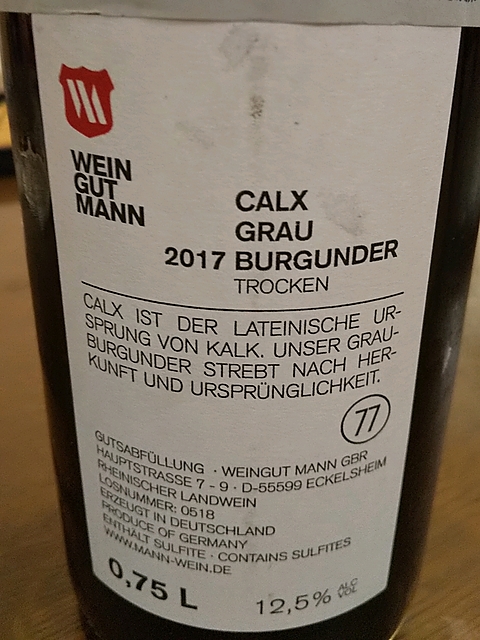 WEIN
GUT
MANN
CALX
GRAU
2017 BURGUNDER
TROCKEN
CALX IST DER LATEINISCHE UR-
SPRUNG VON KALK. UNSER GRAU-
BURGUNDER STREBT NACH HER-
KUNFT UND URSPRÜNGLICHKEIT.
77
GUTSABFÜLLUNG · WEINGUT MANN GBR
HAUPTSTRASSE 7 - 9 · D-55599 ECKELSHEIM
RHEINISCHER LANDWEIN
LOSNUMMER: 0518
ERZEUGT IN DEUTSCHLAND
PRODUCE OF GERMANY
ENTHÄLT SULFITE · CONTAINS SULFITES
WWW.MANN-WEIN.DE
0,75 L
12,5% ALC VOL